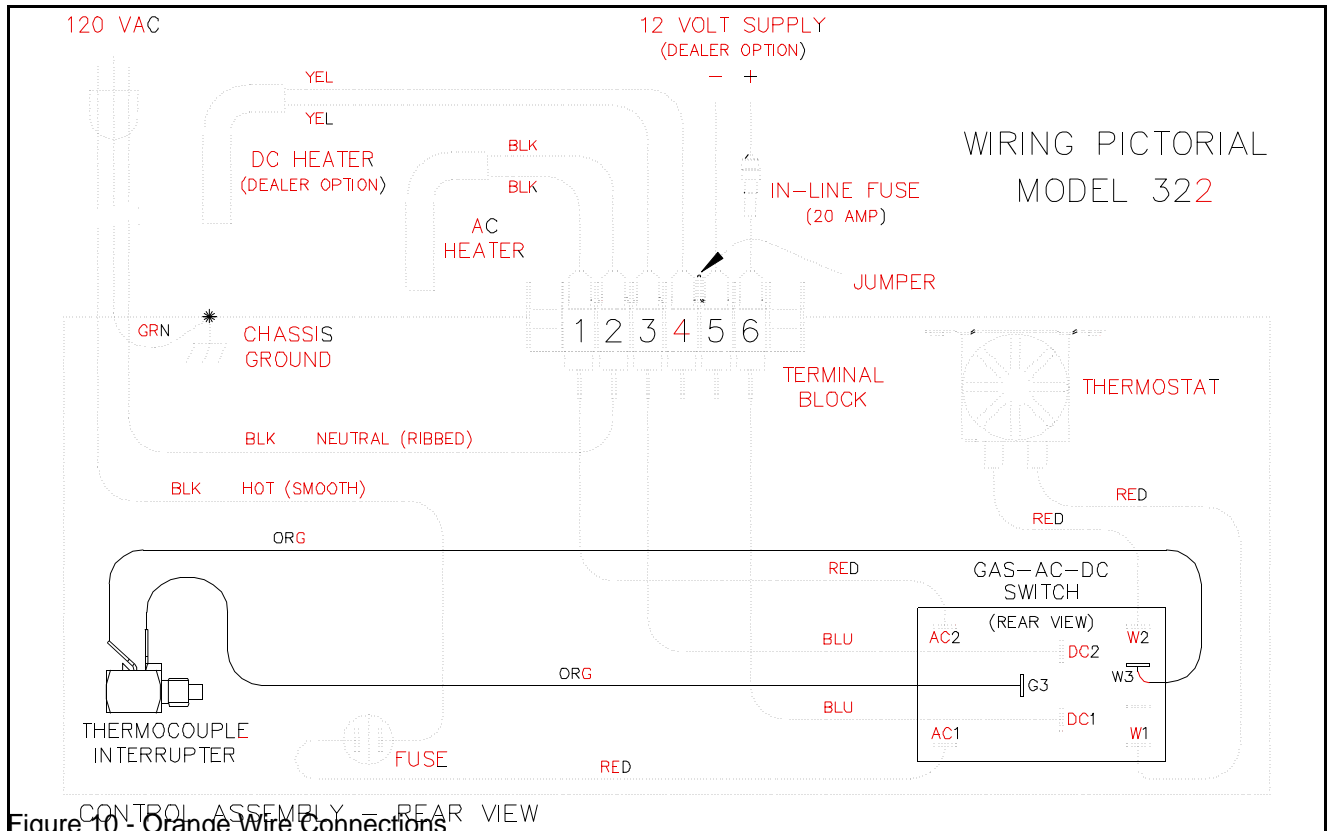 120 VAC
12 VOLT SUPPLY
(DEALER OPTION)
- +
YEL
YEL
DC HEATER
(DEALER OPTION)
BLK
BLK
AC
HEATER
IN-LINE FUSE
(20 AMP)
WIRING PICTORIAL
MODEL 322
JUMPER
GRN
CHASSIS
GROUND
1 2 3 4 5 6
TERMINAL
BLOCK
THERMOSTAT
BLK NEUTRAL (RIBBED)
BLK HOT (SMOOTH)
RED
RED
ORG
RED
GAS-AC-DC
SWITCH
(REAR VIEW)
AC2
W2
BLU
DC2
ORG
G3
W3
BLU
DC1
AC1
W1
THERMOCOUPLE
INTERRUPTER
FUSE
RED
CONTROL ASSEMBLY - REAR VIEW
Figure 10 - Orange Wire Connections